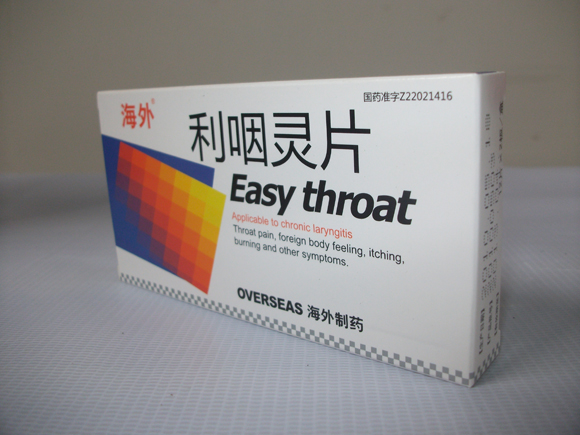 国药准字Z22021416
海外®
利咽灵片
Easy throat
Applicable to chronic laryngitis
Throat pain, foreign body feeling, itching,
burning and other symptoms.
OVERSEAS 海外制药